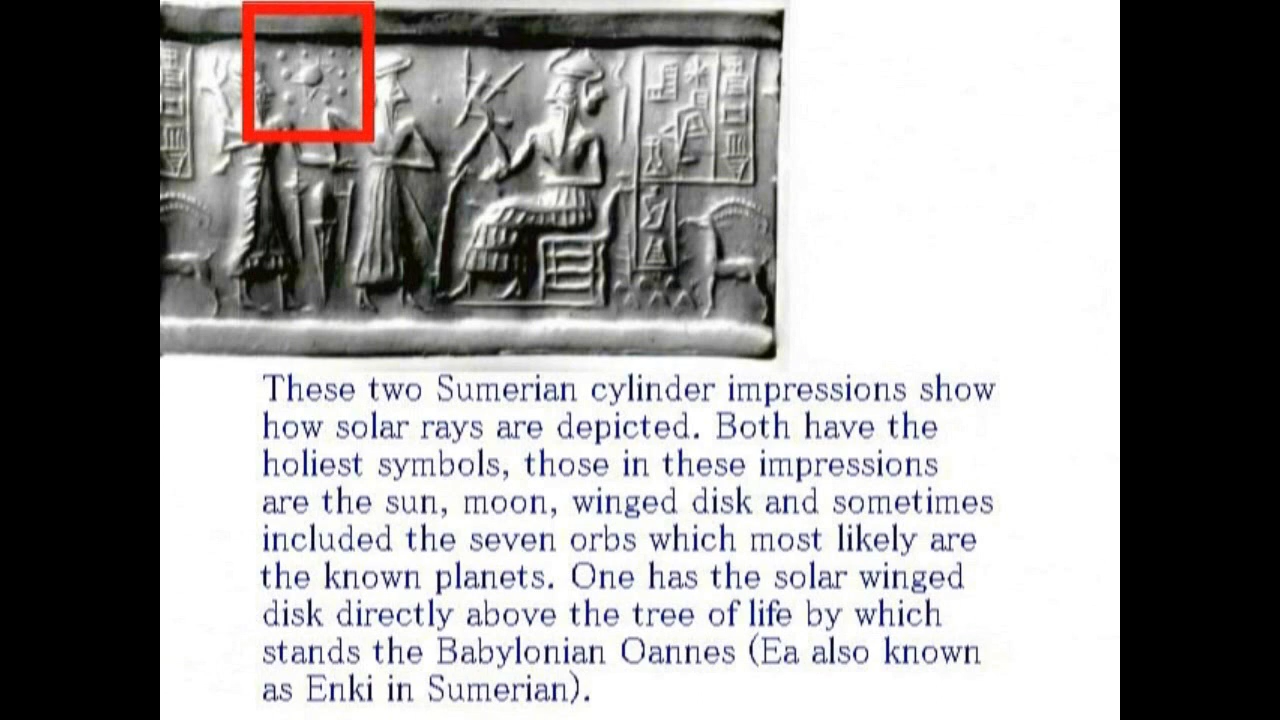 These two Sumerian cylinder impressions show
how solar rays are depicted. Both have the
holiest symbols, those in these impressions
are the sun, moon, winged disk and sometimes
included the seven orbs which most likely are
the known planets. One has the solar winged
disk directly above the tree of life by which
stands the Babylonian Oannes (Ea also known
as Enki in Sumerian).